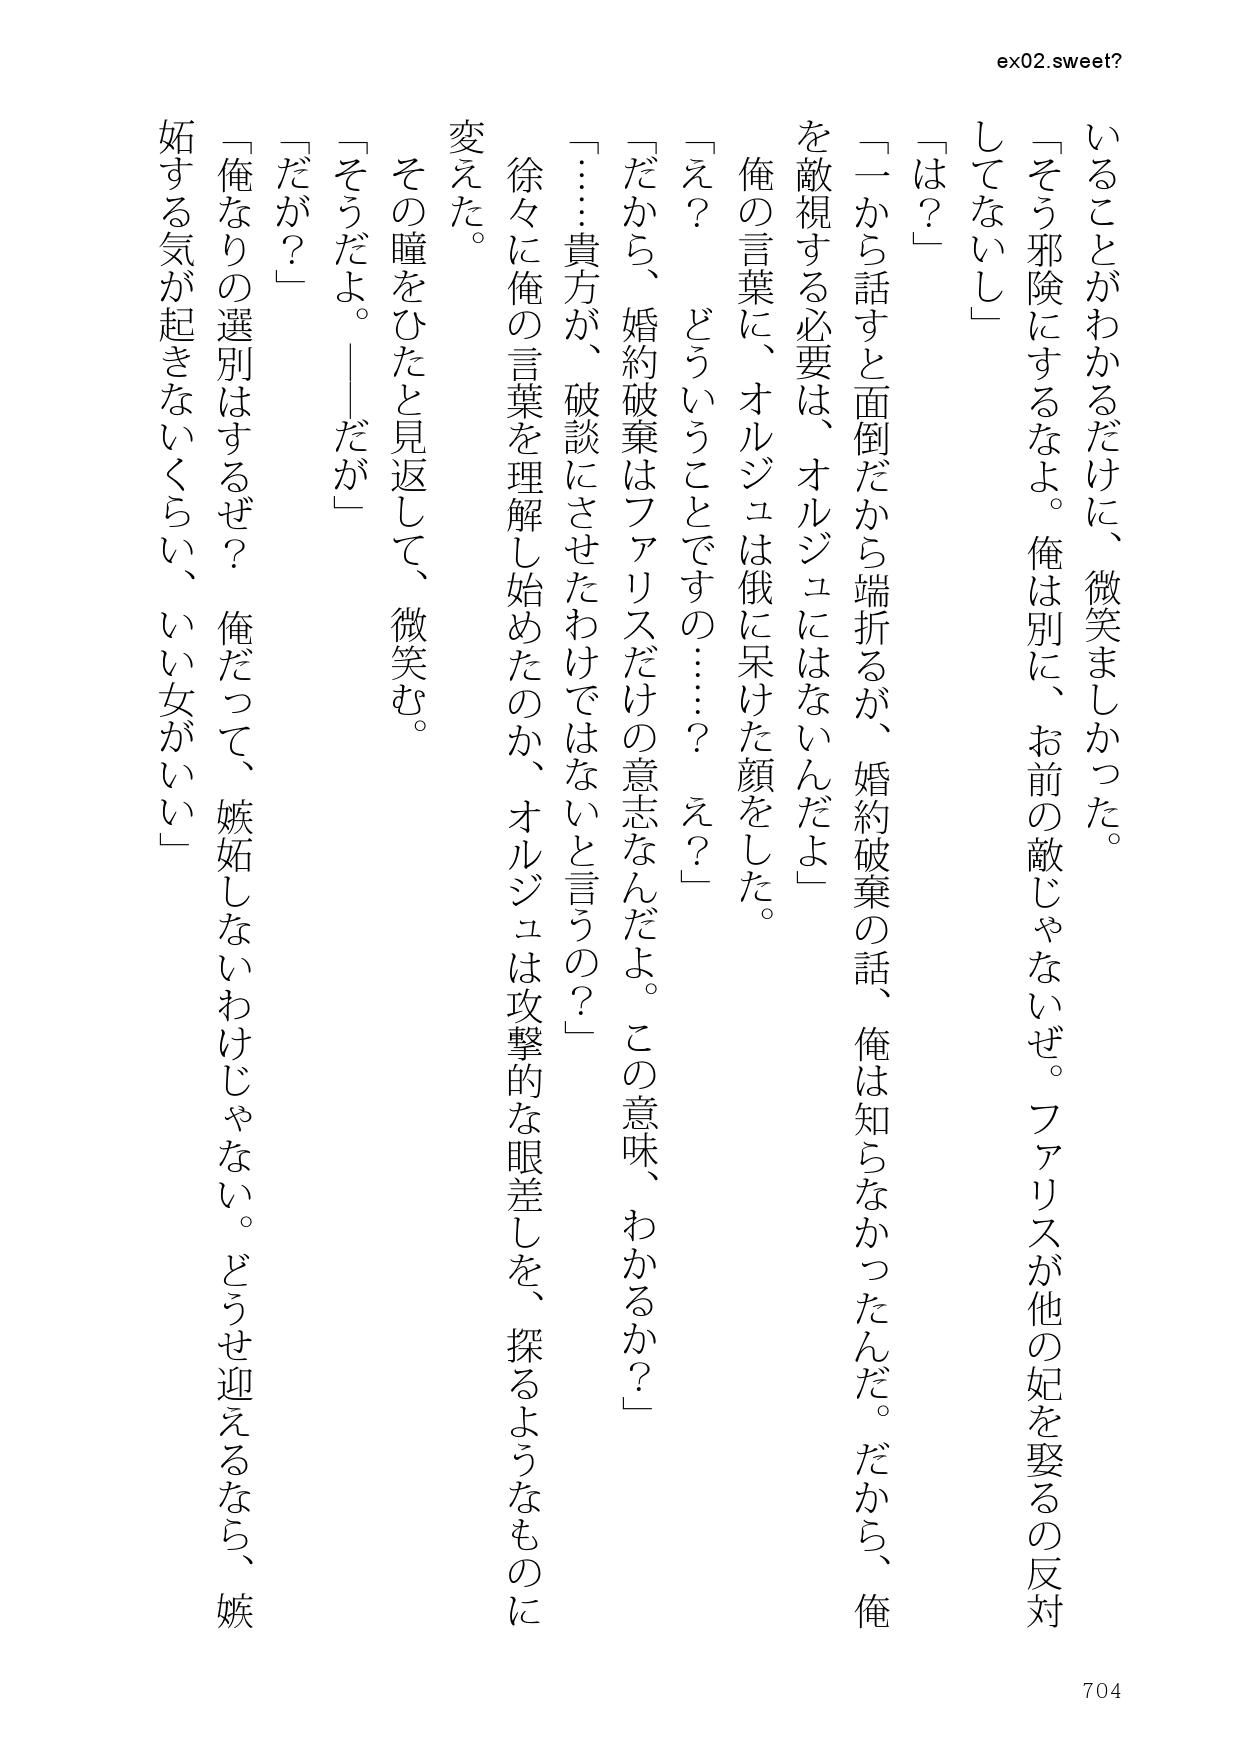 ex02.sweet?
いることがわかるだけに、微笑ましかった。
「そう邪険にするなよ。俺は別に、お前の敵じゃないぜ。ファリスが他の妃を娶るの反対
してないし」
「は？」
「一から話すと面倒だから端折るが、婚約破棄の話、俺は知らなかったんだ。だから、俺
を敵視する必要は、オルジュにはないんだよ」
　俺の言葉に、オルジュは俄に呆けた顔をした。
「え？　どういうことですの……？　え？」
「だから、婚約破棄はファリスだけの意志なんだよ。この意味、わかるか？」
「……貴方が、破談にさせたわけではないと言うの？」
　徐々に俺の言葉を理解し始めたのか、オルジュは攻撃的な眼差しを、探るようなものに
変えた。
　その瞳をひたと見返して、微笑む。
「そうだよ。――だが」
「だが？」
「俺なりの選別はするぜ？　俺だって、嫉妬しないわけじゃない。どうせ迎えるなら、嫉
妬する気が起きないくらい、いい女がいい」
704